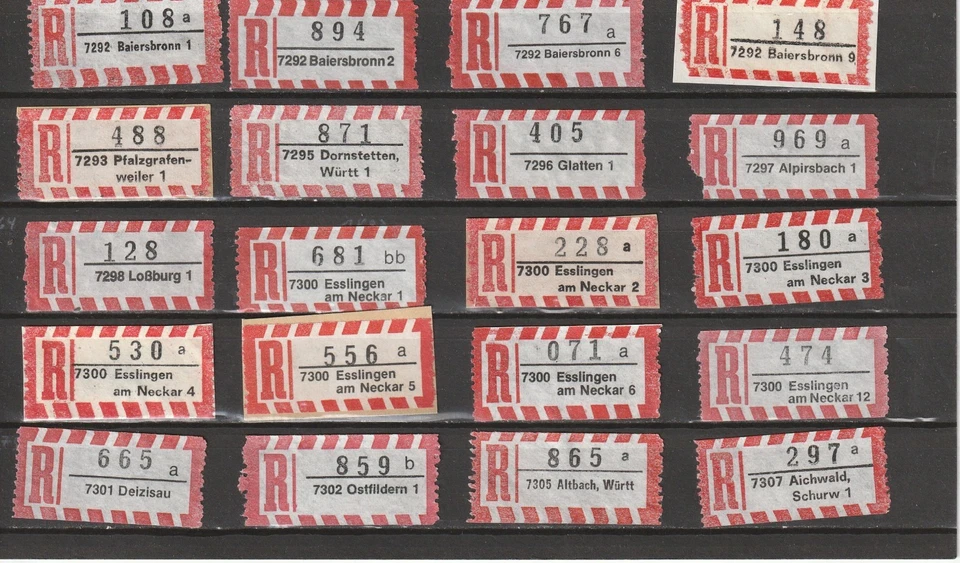 R 108 a
7292 Baiersbronn 1
R 894
7292 Baiersbronn 2
R 767 a
7292 Baiersbronn 6
R 148
7292 Baiersbronn 9
R 488
7293 Pfalzgrafen-
weiler 1
R 871
7295 Dornstetten,
Württ 1
R 405
7296 Glatten 1
R 969 a
7297 Alpirsbach 1
R 128
7298 Loßburg 1
R 681 bb
7300 Esslingen
am Neckar 1
R 228 a
7300 Esslingen
am Neckar 2
R 180 a
7300 Esslingen
am Neckar 3
R 530 a
7300 Esslingen
am Neckar 4
R 556 a
7300 Esslingen
am Neckar 5
R 071 a
7300 Esslingen
am Neckar 6
R 474
7300 Esslingen
am Neckar 12
R 665 a
7301 Deizisau
R 859 b
7302 Ostfildern 1
R 865 a
7305 Altbach, Württ
R 297 a
7307 Aichwald,
Schurw 1